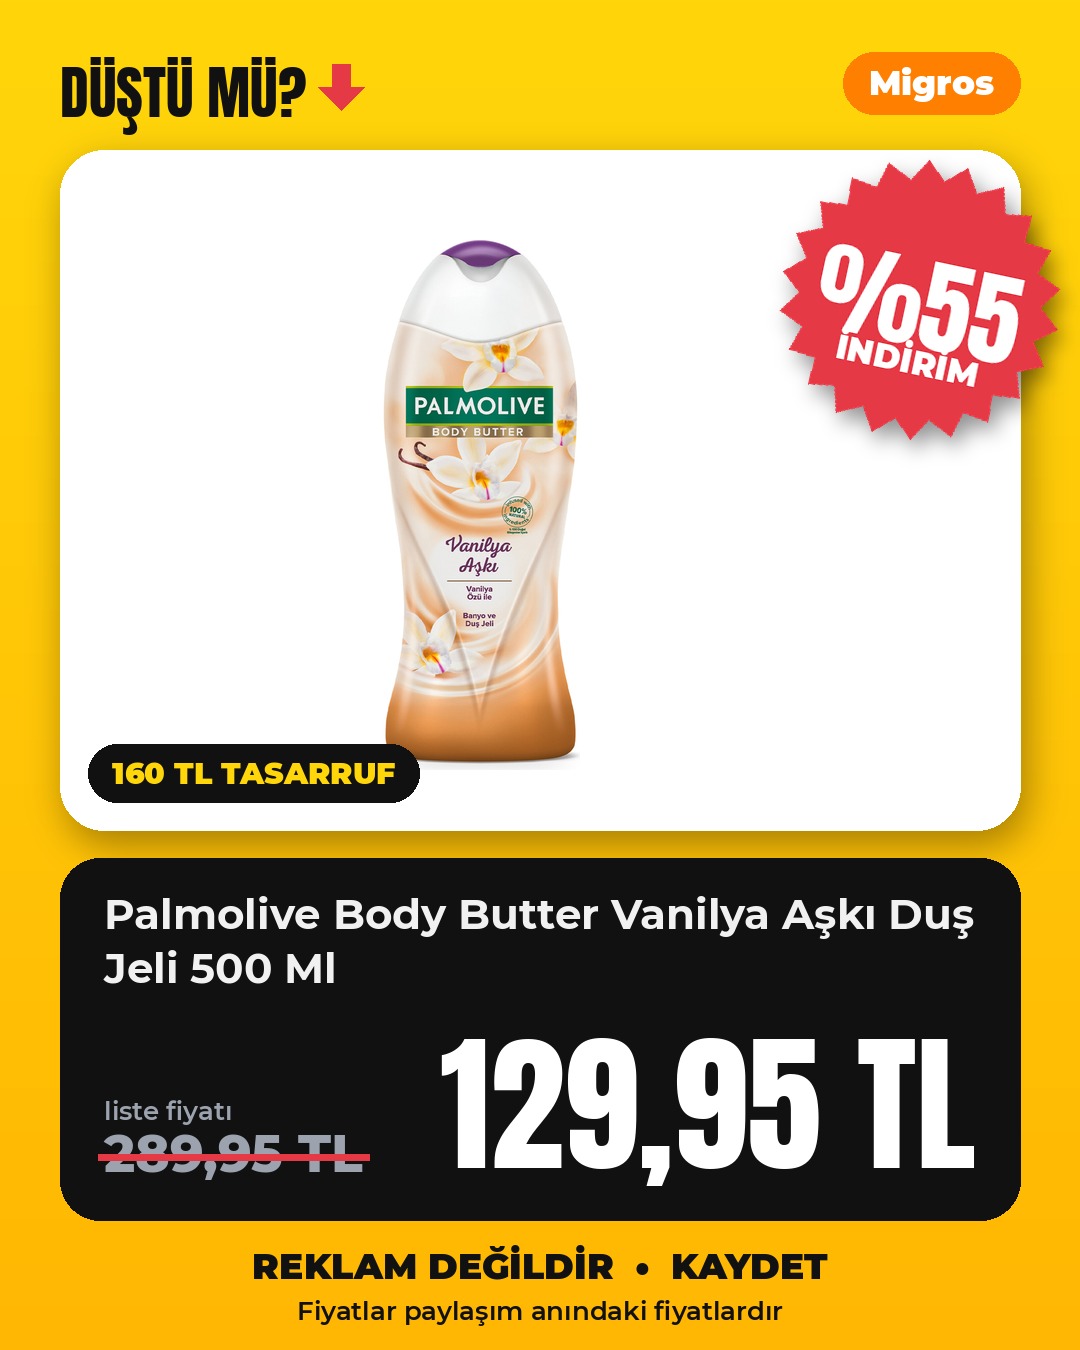 DÜŞTÜ MÜ?
Migros
%55
İNDİRİM
PALMOLIVE
BODY BUTTER
100%
NATURAL
Vanilya
Aşkı
Vanilya
Özü ile
Banyo ve
Duş Jeli
160 TL TASARRUF
Palmolive Body Butter Vanilya Aşkı Duş
Jeli 500 Ml
liste fiyatı
289,95 TL
129,95 TL
REKLAM DEĞİLDİR • KAYDET
Fiyatlar paylaşım anındaki fiyatlardır